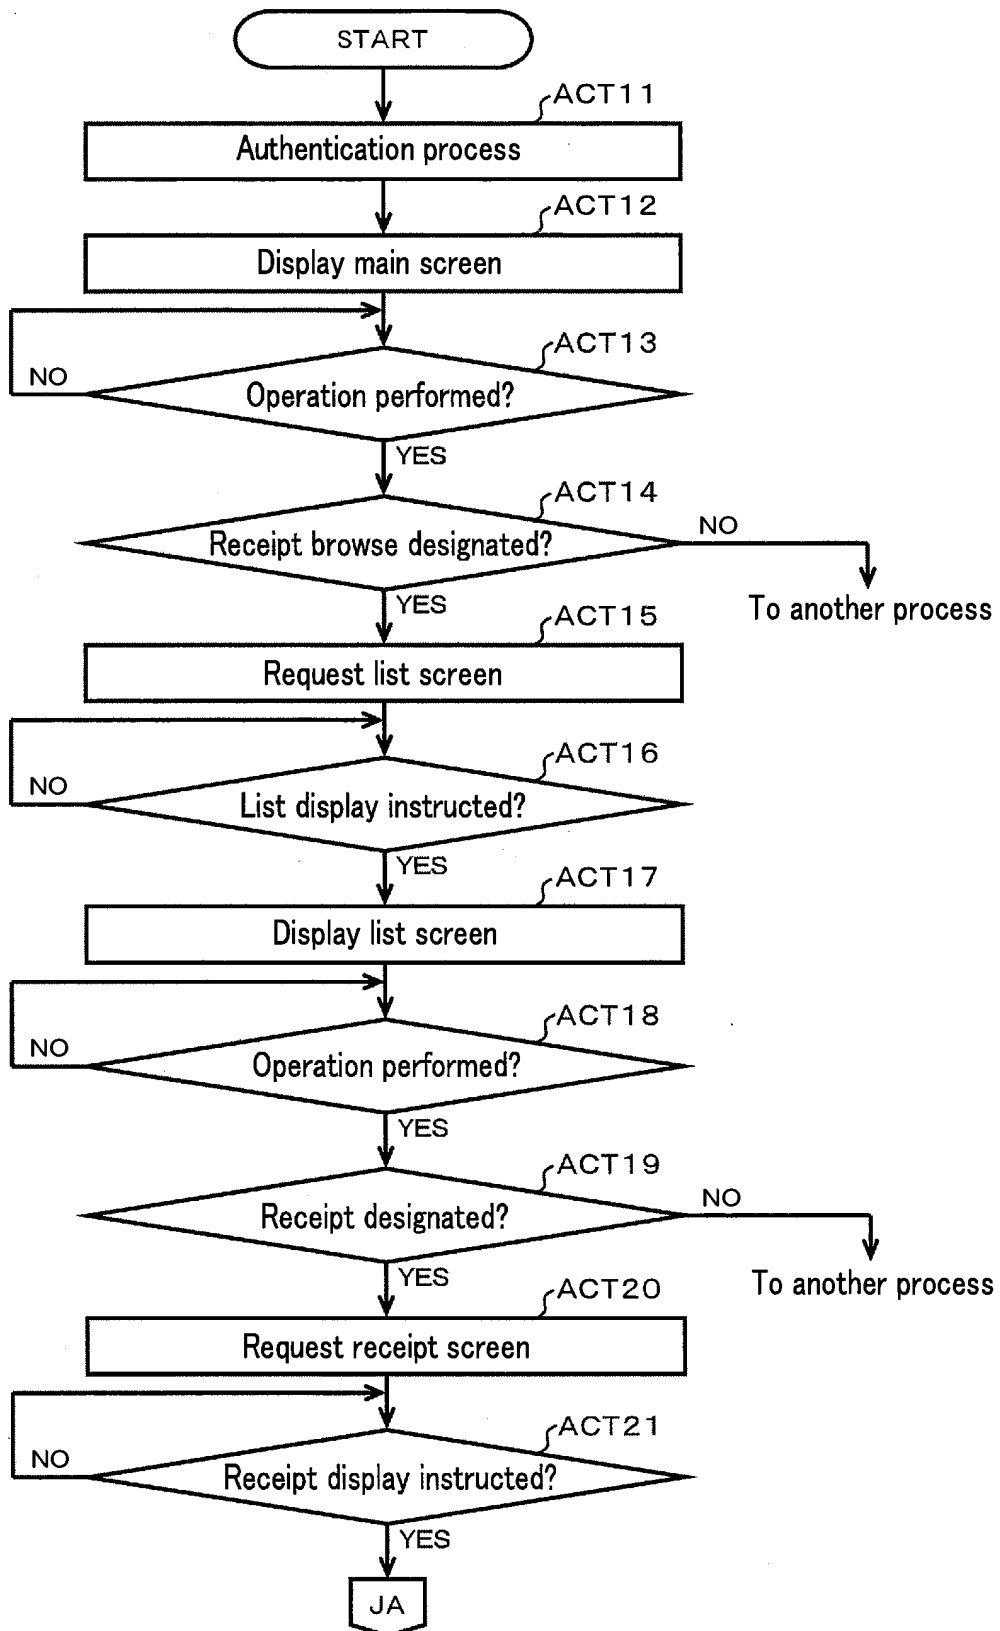 START
ACT11
Authentication process
ACT12
Display main screen
ACT13
NO
Operation performed?
YES
ACT14
NO
Receipt browse designated?
To another process
YES
ACT15
Request list screen
ACT16
NO
List display instructed?
YES
ACT17
Display list screen
ACT18
NO
Operation performed?
YES
ACT19
NO
Receipt designated?
To another process
YES
ACT20
Request receipt screen
ACT21
NO
Receipt display instructed?
YES
JA